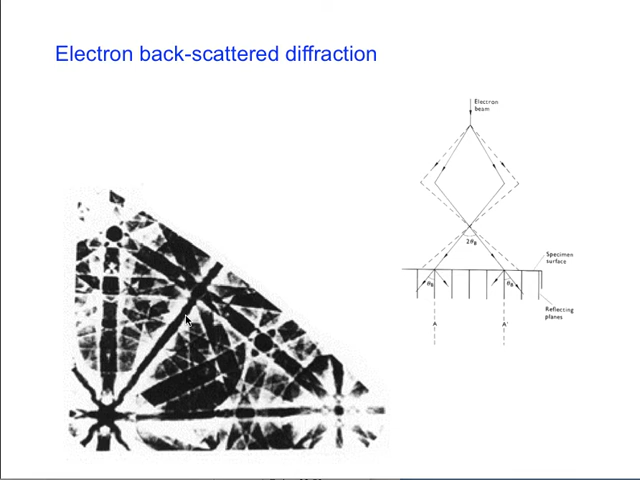 Electron back-scattered diffraction
Electron
beam
2θB
Specimen
surface
θB
θB
Reflecting
planes
A
A'